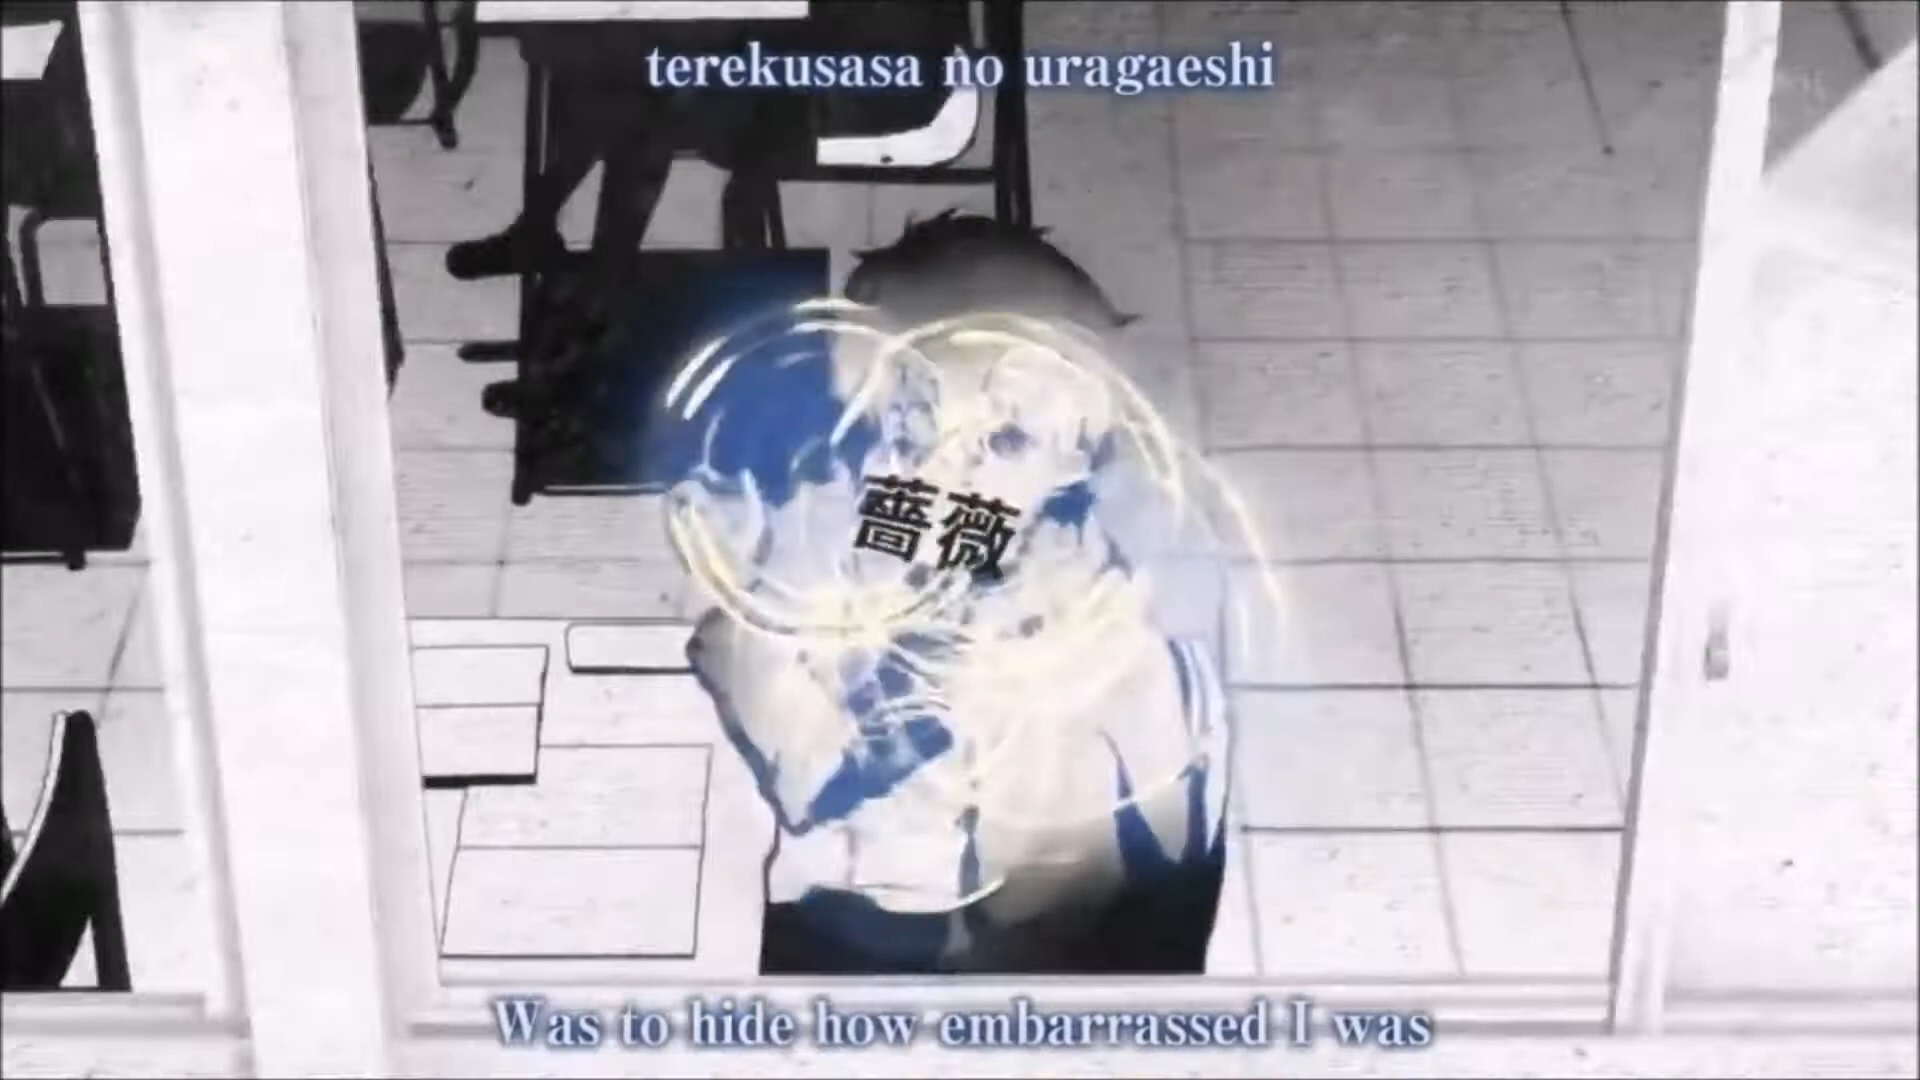 terekusasa no uragaeshi
薔薇
Was to hide how embarrassed I was